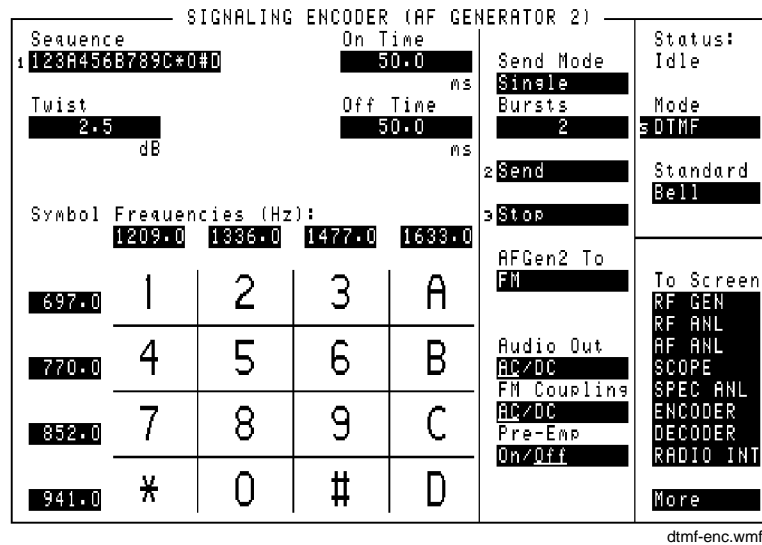 SIGNALING ENCODER (AF GENERATOR 2)
Sequence
1 123A456B789C*0#D
On Time
50.0
ms
Twist
2.5
dB
Off Time
50.0
ms
Symbol Frequencies (Hz):
1209.0 1336.0 1477.0 1633.0
697.0 1 2 3 A
770.0 4 5 6 B
852.0 7 8 9 C
941.0 * 0 # D
Send Mode
Single
Bursts
2
2 Send
3 Stop
AFGen2 To
FM
Audio Out
AC/DC
FM Coupling
AC/DC
Pre-Emp
On/Off
Status:
Idle
Mode
S DTMF
Standard
Bell
To Screen
RF GEN
RF ANL
AF ANL
SCOPE
SPEC ANL
ENCODER
DECODER
RADIO INT
More
dtmf-enc.wmf